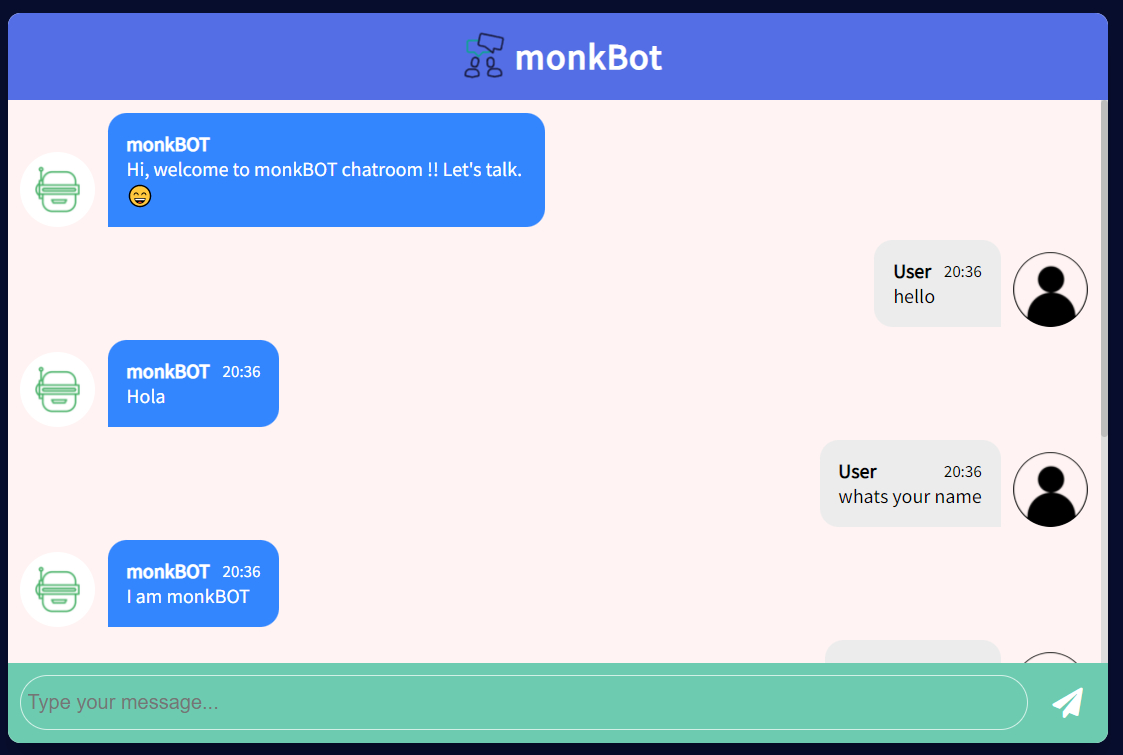 monkBot
monkBOT
Hi, welcome to monkBOT chatroom !! Let's talk.
😄
User 20:36
hello
monkBOT 20:36
Hola
User 20:36
whats your name
monkBOT 20:36
I am monkBOT
Type your message...